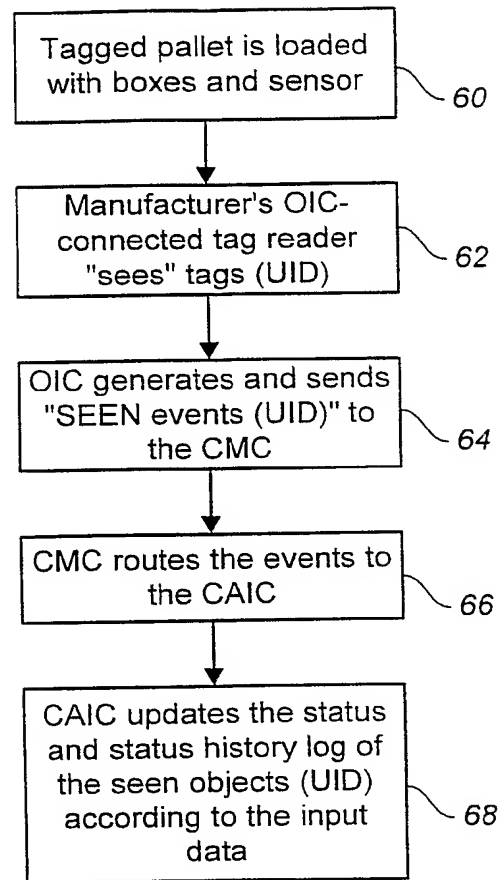 Tagged pallet is loaded
with boxes and sensor
60
Manufacturer's OIC-
connected tag reader
"sees" tags (UID)
62
OIC generates and sends
"SEEN events (UID)" to
the CMC
64
CMC routes the events to
the CAIC
66
CAIC updates the status
and status history log of
the seen objects (UID)
according to the input
data
68